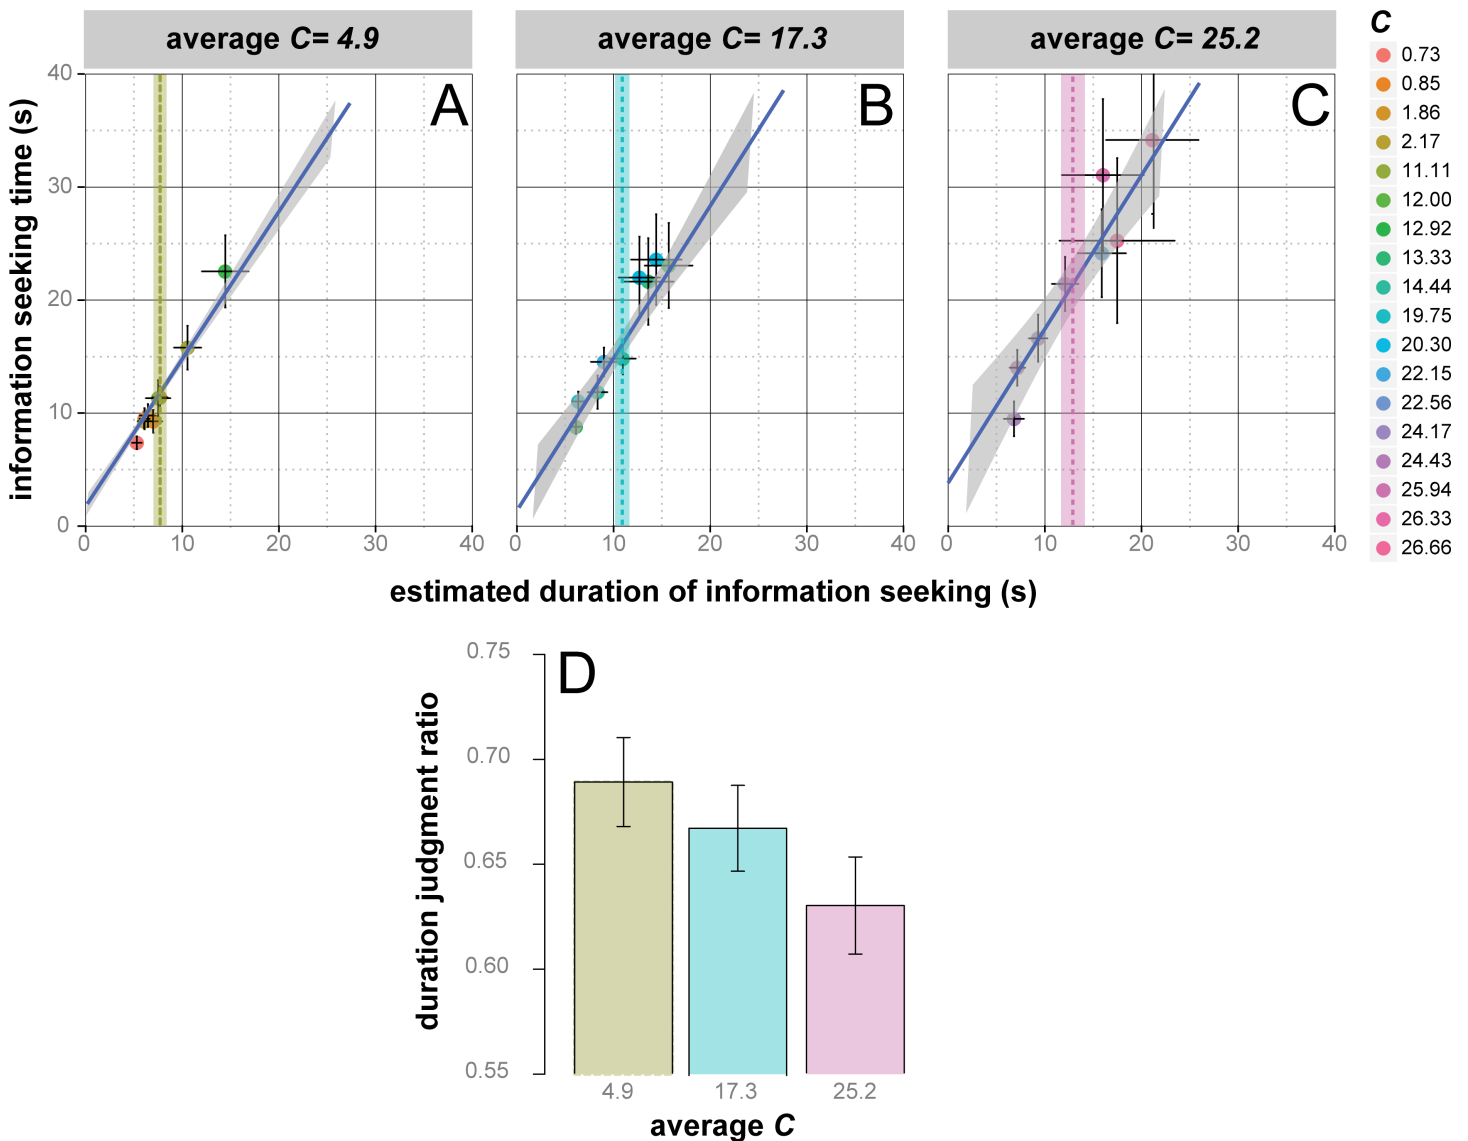 average C= 4.9
average C= 17.3
average C= 25.2
C
0.73
0.85
1.86
2.17
11.11
12.00
12.92
13.33
14.44
19.75
20.30
22.15
22.56
24.17
24.43
25.94
26.33
26.66
information seeking time (s)
40
30
20
10
0
A
B
C
0 10 20 30 40
0 10 20 30 40
0 10 20 30 40
estimated duration of information seeking (s)
D
duration judgment ratio
0.75
0.70
0.65
0.60
0.55
4.9 17.3 25.2
average C